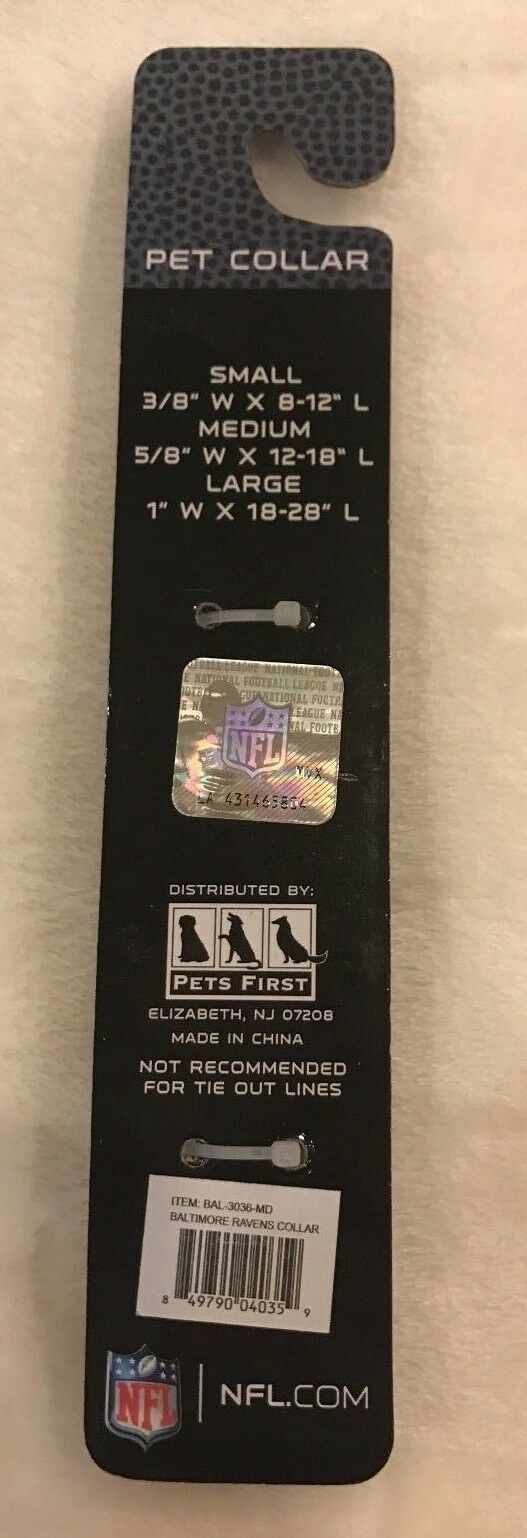 PET COLLAR
SMALL
3/8" W X 8-12" L
MEDIUM
5/8" W X 12-18" L
LARGE
1" W X 18-28" L
NATIONAL FOOTBALL LEAGUE
NFL
DISTRIBUTED BY:
PETS FIRST
ELIZABETH, NJ 07208
MADE IN CHINA
NOT RECOMMENDED
FOR TIE OUT LINES
ITEM: BAL-3036-MD
BALTIMORE RAVENS COLLAR
8 49790 04035 9
NFL | NFL.COM